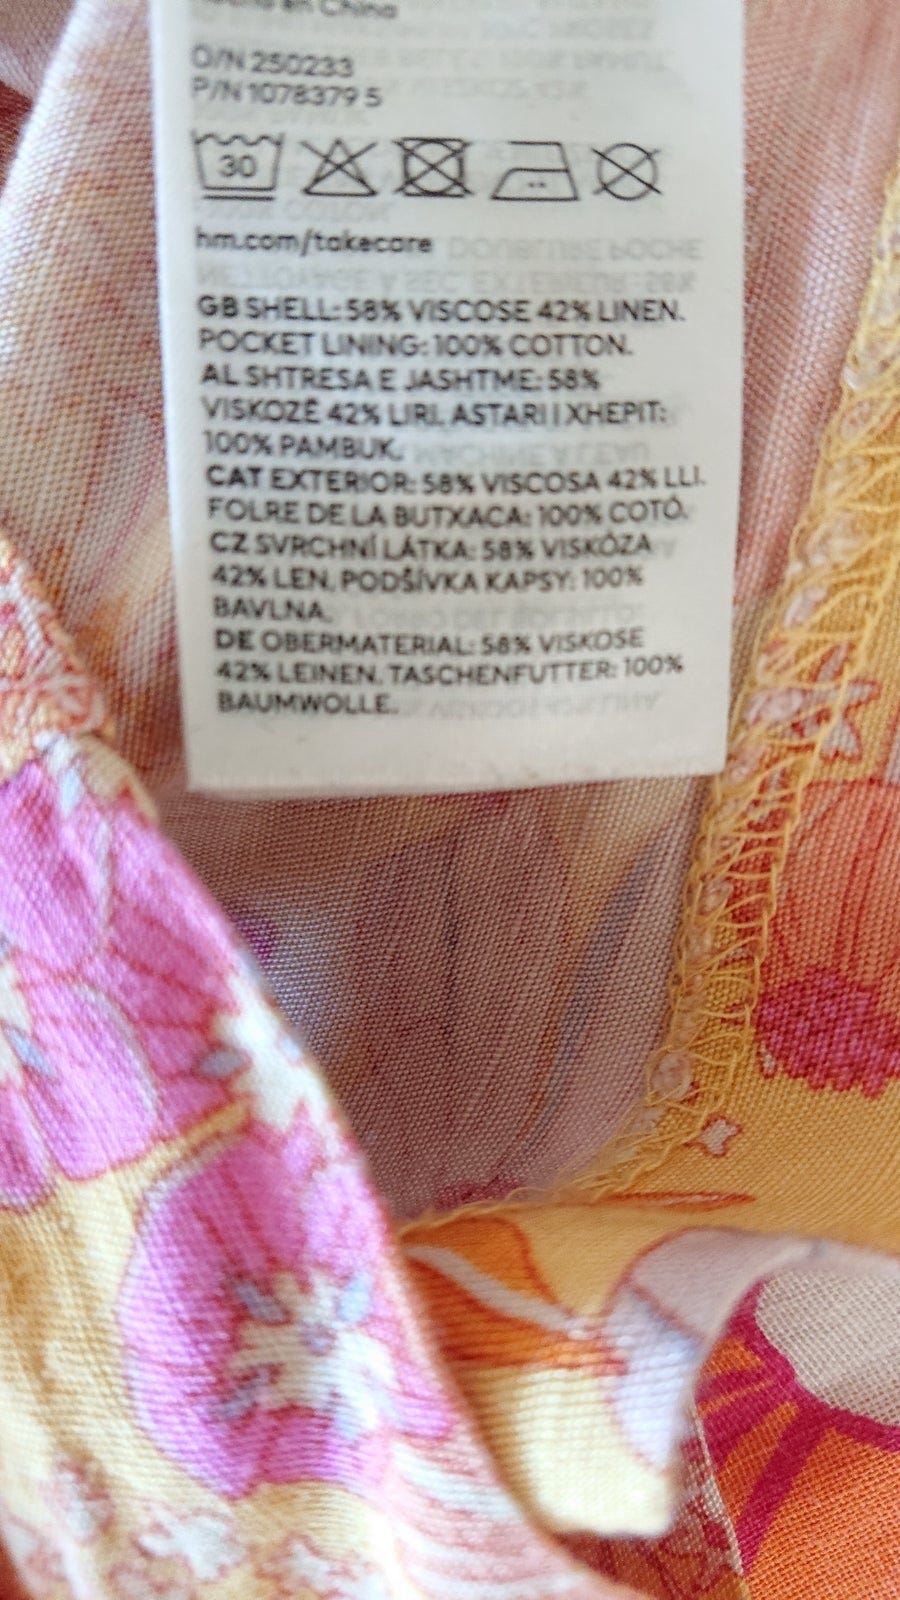 Hecho en China
O/N 250233
P/N 1078379 5
30
hm.com/takecare
GB SHELL: 58% VISCOSE 42% LINEN.
POCKET LINING: 100% COTTON.
AL SHTRESA E JASHTME: 58%
VISKOZË 42% LIRI. ASTARI I XHEPIT:
100% PAMBUK.
CAT EXTERIOR: 58% VISCOSA 42% LLI.
FOLRE DE LA BUTXACA: 100% COTÓ.
CZ SVRCHNÍ LÁTKA: 58% VISKÓZA
42% LEN. PODŠÍVKA KAPSY: 100%
BAVLNA.
DE OBERMATERIAL: 58% VISKOSE
42% LEINEN. TASCHENFUTTER: 100%
BAUMWOLLE.